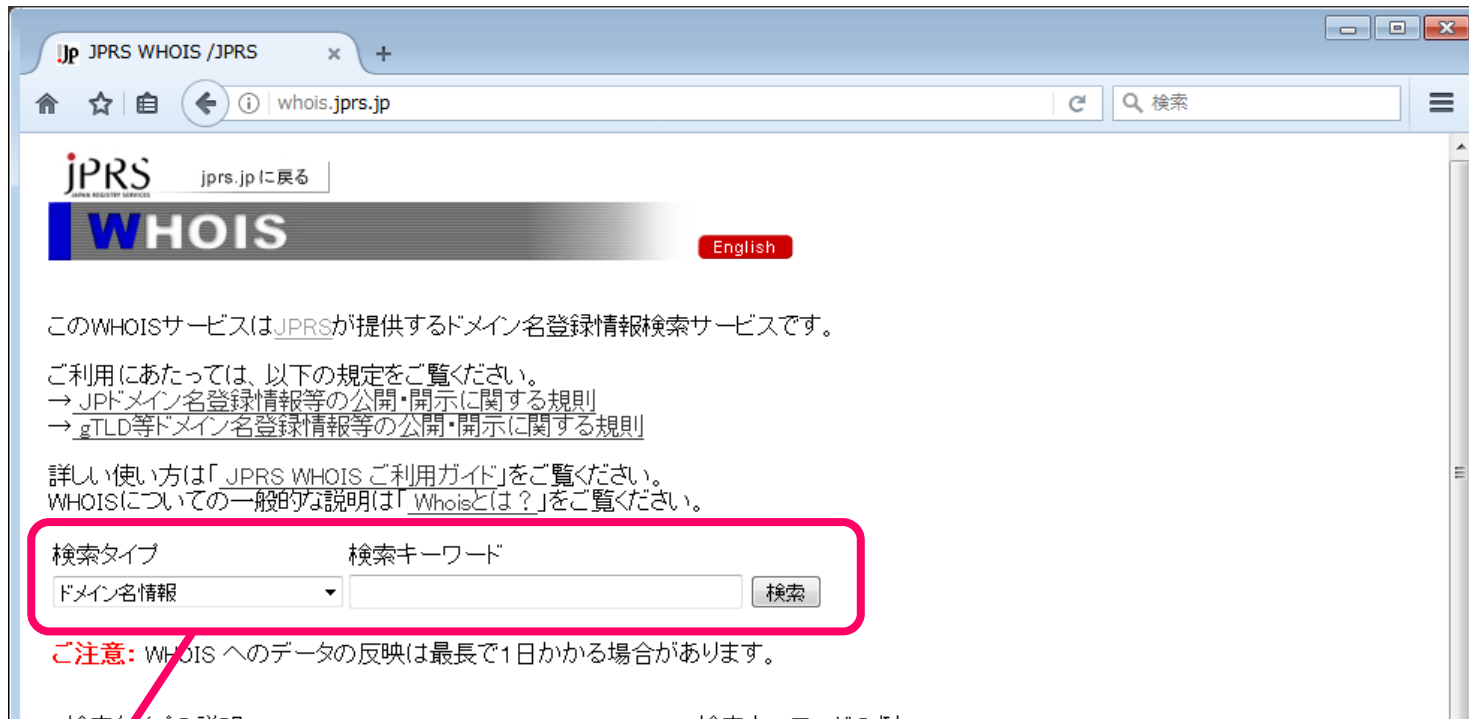 JPRS WHOIS /JPRS
whois.jprs.jp
検索
JPRS
JAPAN REGISTRY SERVICES
jprs.jp に戻る
WHOIS
English
このWHOISサービスはJPRSが提供するドメイン名登録情報検索サービスです。
ご利用にあたっては、以下の規定をご覧ください。
→ JPドメイン名登録情報等の公開・開示に関する規則
→ gTLD等ドメイン名登録情報等の公開・開示に関する規則
詳しい使い方は「 JPRS WHOIS ご利用ガイド」をご覧ください。
WHOISについての一般的な説明は「 Whoisとは？」をご覧ください。
検索タイプ 検索キーワード
ドメイン名情報 検索
ご注意: WHOIS へのデータの反映は最長で1日かかる場合があります。